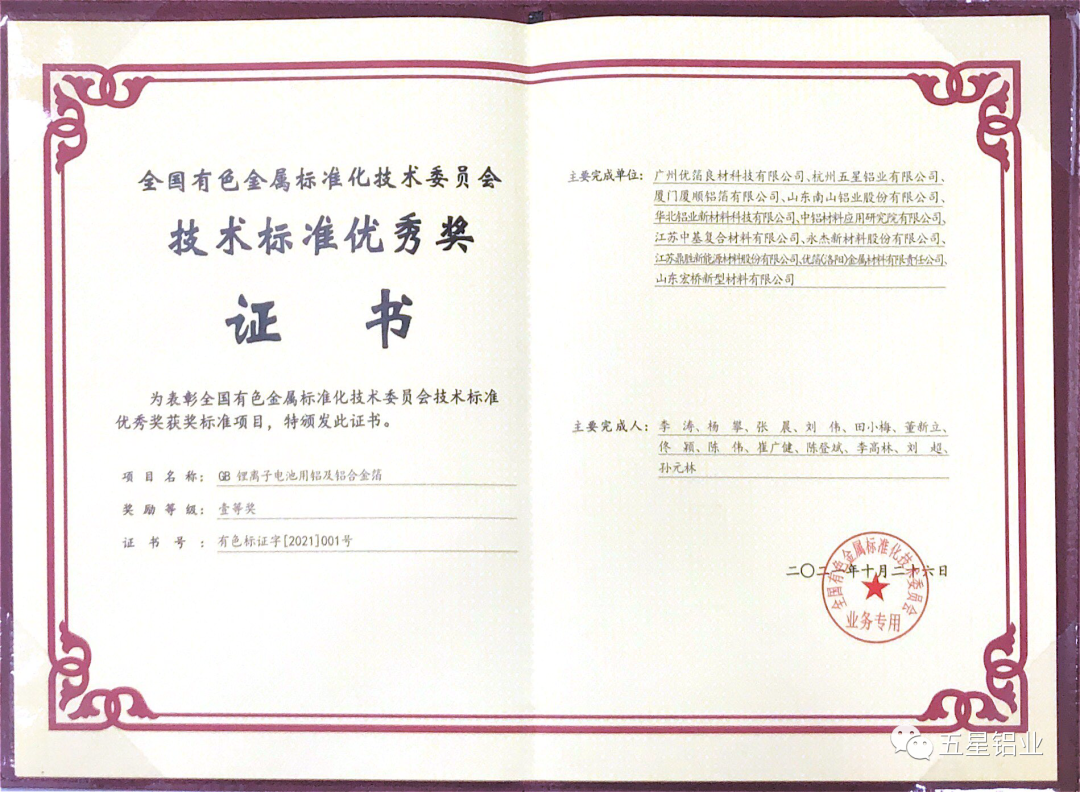 全国有色金属标准化技术委员会
技术标准优秀奖
证 书
为表彰全国有色金属标准化技术委员会技术标准
优秀奖获奖标准项目，特颁发此证书。
项目名称：GB 锂离子电池用铝及铝合金箔
奖励等级：壹等奖
证书号：有色标证字[2021]001号
主要完成单位：广州优箔良材科技有限公司、杭州五星铝业有限公司、
厦门厦顺铝箔有限公司、山东南山铝业股份有限公司、
华北铝业新材料科技有限公司、中铝材料应用研究院有限公司、
江苏中基复合材料有限公司、永杰新材料股份有限公司、
江苏鼎胜新能源材料股份有限公司、优箔(洛阳)金属材料有限责任公司、
山东宏桥新型材料有限公司
主要完成人：李 涛、杨 攀、张 晨、刘 伟、田小梅、董新立、
佟 颖、陈 伟、崔广健、陈登斌、李高林、刘 超、
孙元林
二〇二一年十月二十六日
全国有色金属标准化技术委员会
业务专用
五星铝业